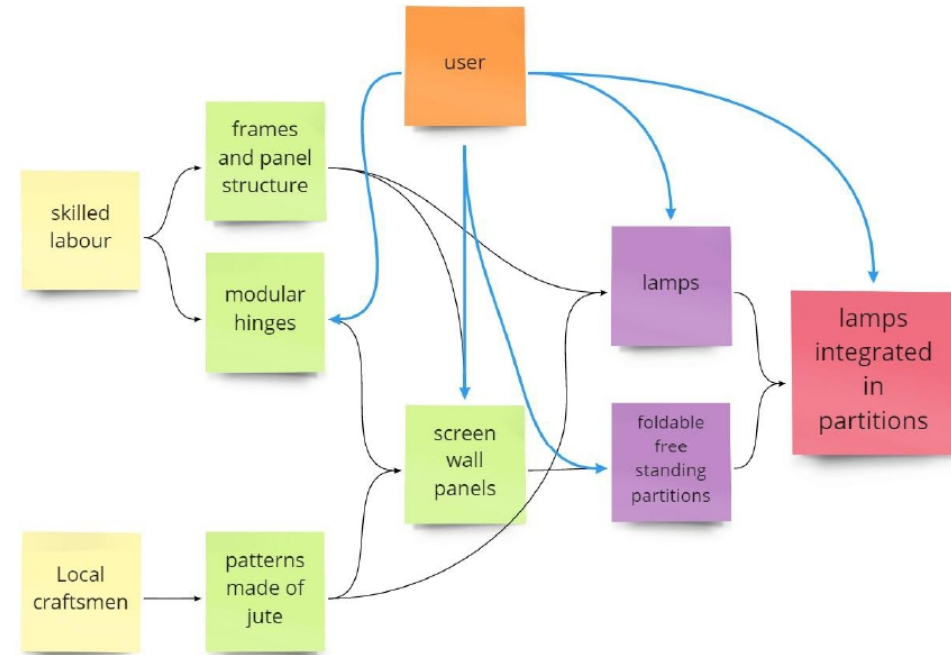 user
frames
and panel
structure
skilled
labour
modular
hinges
lamps
lamps
integrated
in
partitions
screen
wall
panels
foldable
free
standing
partitions
Local
craftsmen
patterns
made of
jute